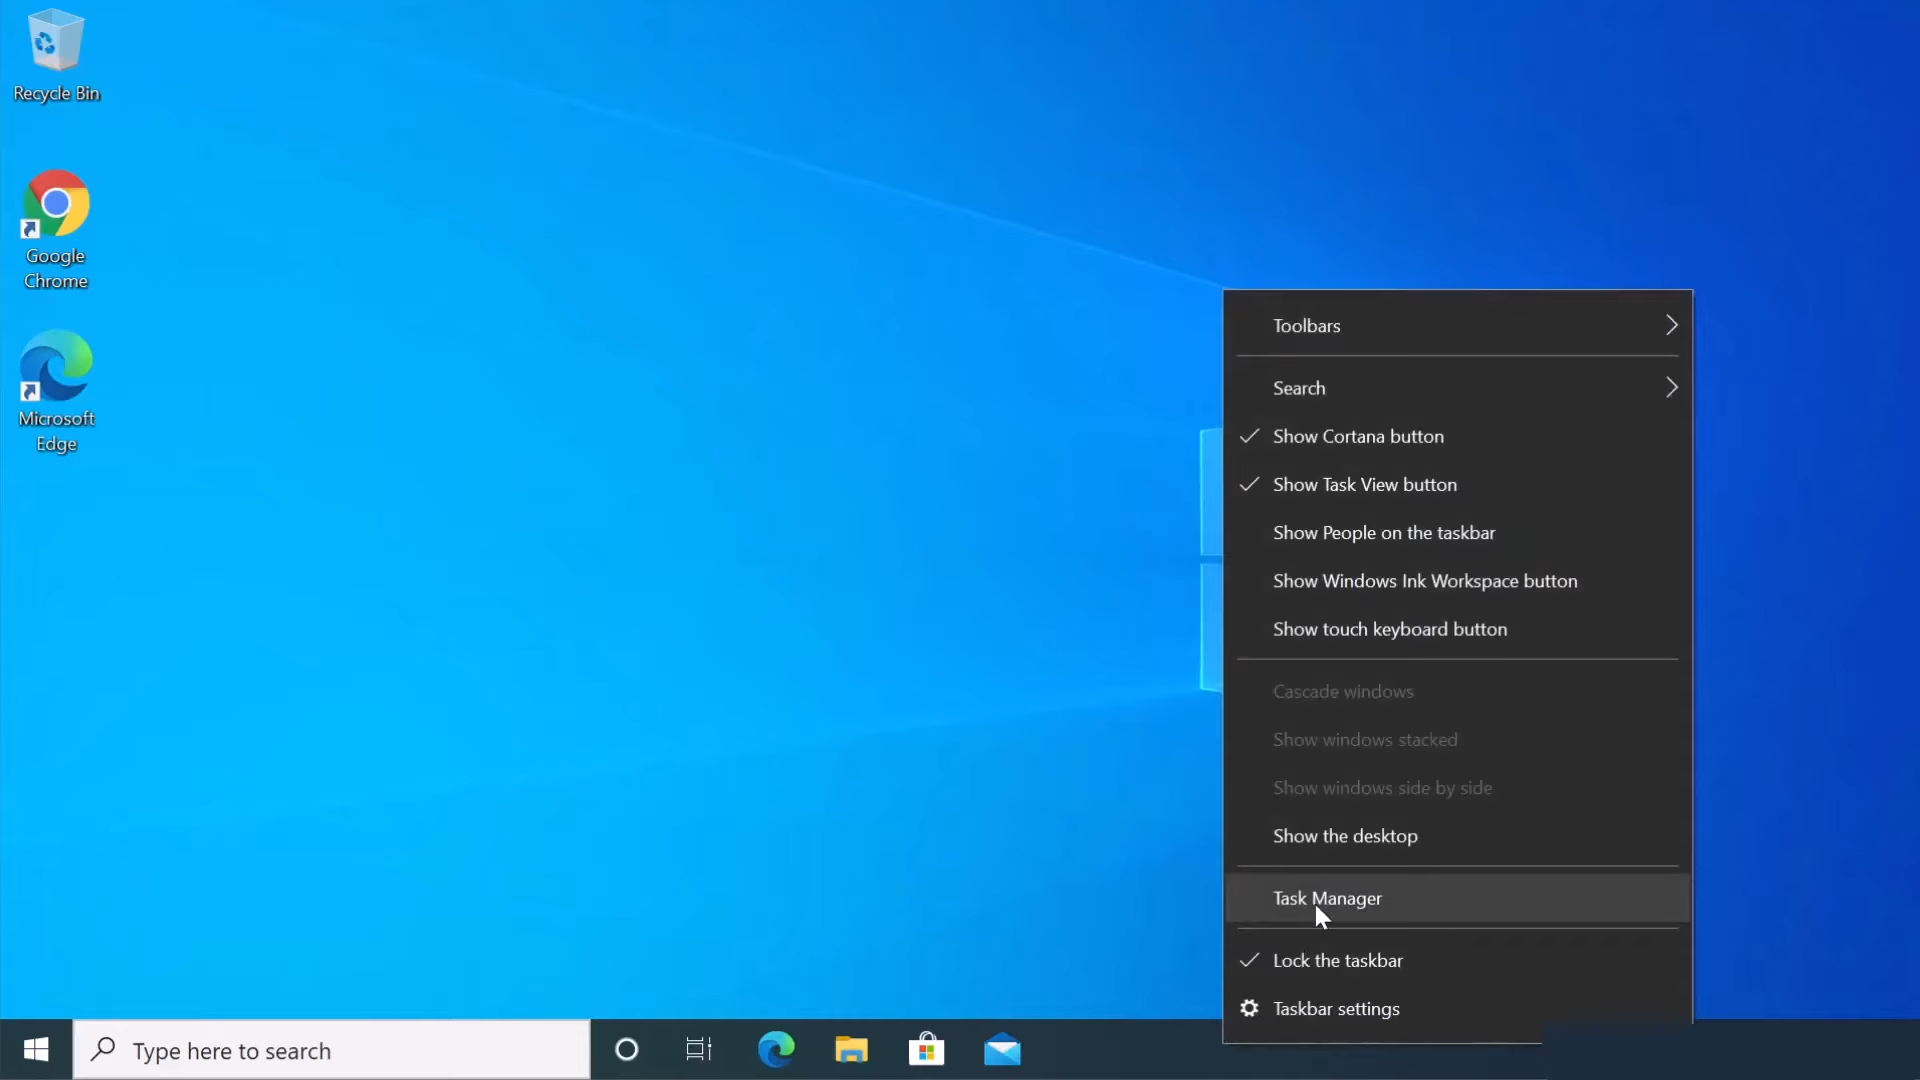 Recycle Bin
Google
Chrome
Microsoft
Edge
Toolbars
Search
Show Cortana button
Show Task View button
Show People on the taskbar
Show Windows Ink Workspace button
Show touch keyboard button
Cascade windows
Show windows stacked
Show windows side by side
Show the desktop
Task Manager
Lock the taskbar
Taskbar settings
Type here to search